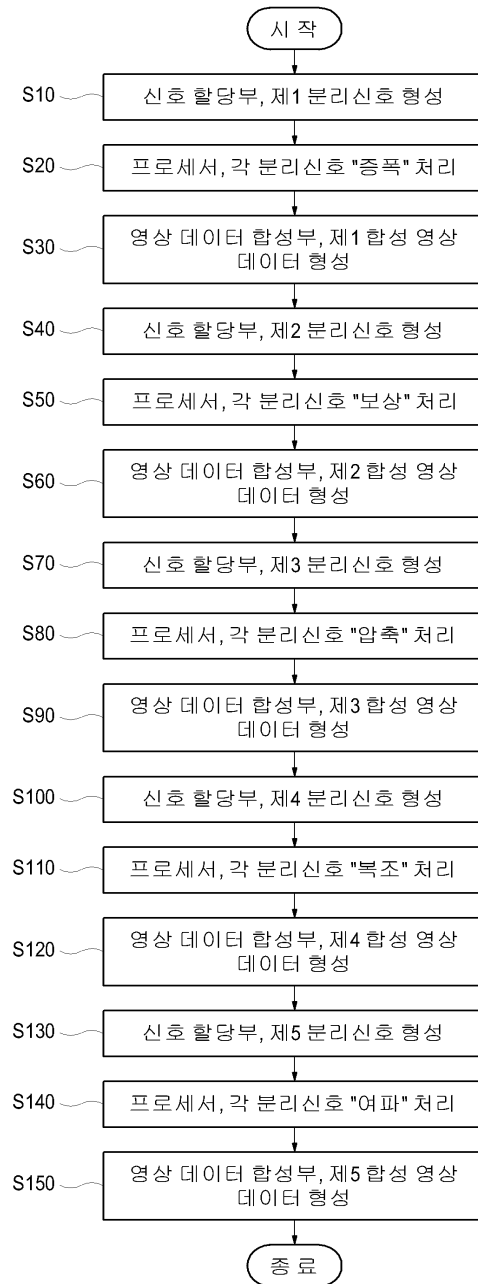 시 작
S10
신호 할당부, 제1 분리신호 형성
S20
프로세서, 각 분리신호 "증폭" 처리
S30
영상 데이터 합성부, 제1 합성 영상
데이터 형성
S40
신호 할당부, 제2 분리신호 형성
S50
프로세서, 각 분리신호 "보상" 처리
S60
영상 데이터 합성부, 제2 합성 영상
데이터 형성
S70
신호 할당부, 제3 분리신호 형성
S80
프로세서, 각 분리신호 "압축" 처리
S90
영상 데이터 합성부, 제3 합성 영상
데이터 형성
S100
신호 할당부, 제4 분리신호 형성
S110
프로세서, 각 분리신호 "복조" 처리
S120
영상 데이터 합성부, 제4 합성 영상
데이터 형성
S130
신호 할당부, 제5 분리신호 형성
S140
프로세서, 각 분리신호 "여파" 처리
S150
영상 데이터 합성부, 제5 합성 영상
데이터 형성
종 료